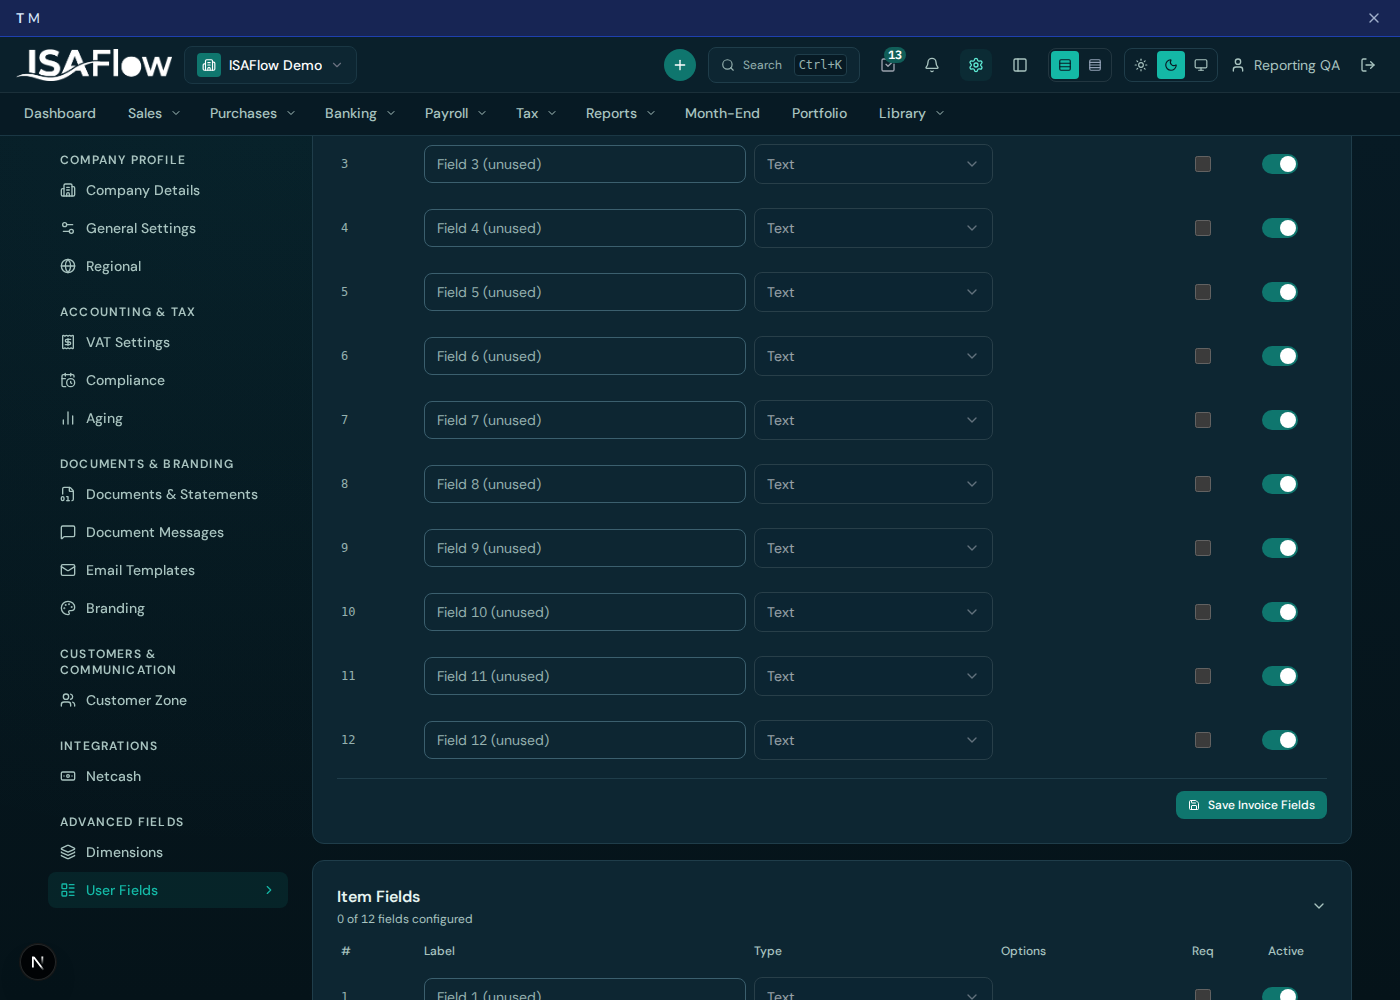 T M
ISAFlow
ISAFlow Demo
Search Ctrl+K
13
Reporting QA
Dashboard Sales Purchases Banking Payroll Tax Reports Month-End Portfolio Library
COMPANY PROFILE
Company Details
General Settings
Regional
ACCOUNTING & TAX
VAT Settings
Compliance
Aging
DOCUMENTS & BRANDING
Documents & Statements
Document Messages
Email Templates
Branding
CUSTOMERS &
COMMUNICATION
Customer Zone
INTEGRATIONS
Netcash
ADVANCED FIELDS
Dimensions
User Fields
N
3 Field 3 (unused) Text
4 Field 4 (unused) Text
5 Field 5 (unused) Text
6 Field 6 (unused) Text
7 Field 7 (unused) Text
8 Field 8 (unused) Text
9 Field 9 (unused) Text
10 Field 10 (unused) Text
11 Field 11 (unused) Text
12 Field 12 (unused) Text
Save Invoice Fields
Item Fields
0 of 12 fields configured
# Label Type Options Req Active
1 Field 1 (unused) Text